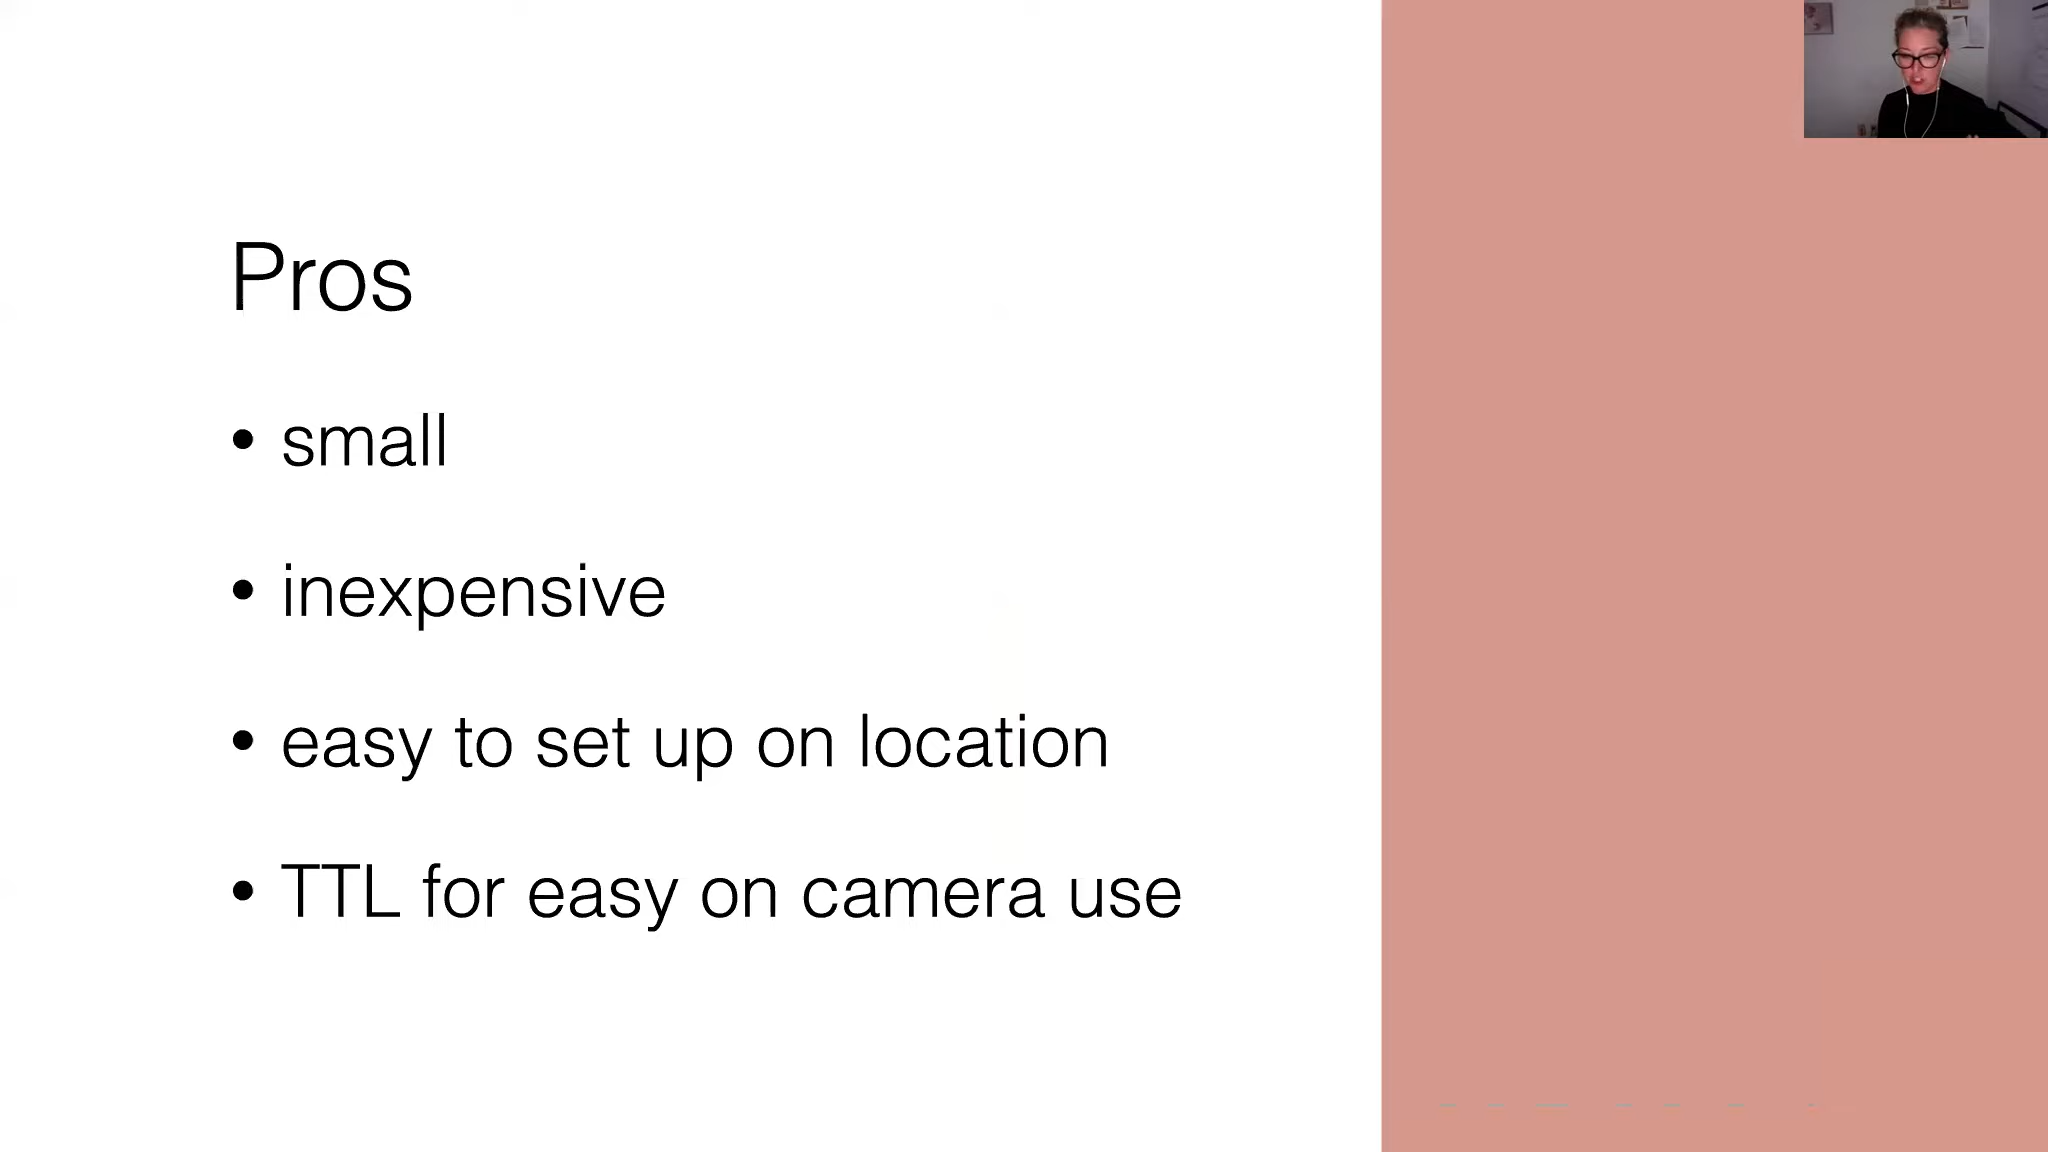 Pros
• small
• inexpensive
• easy to set up on location
• TTL for easy on camera use